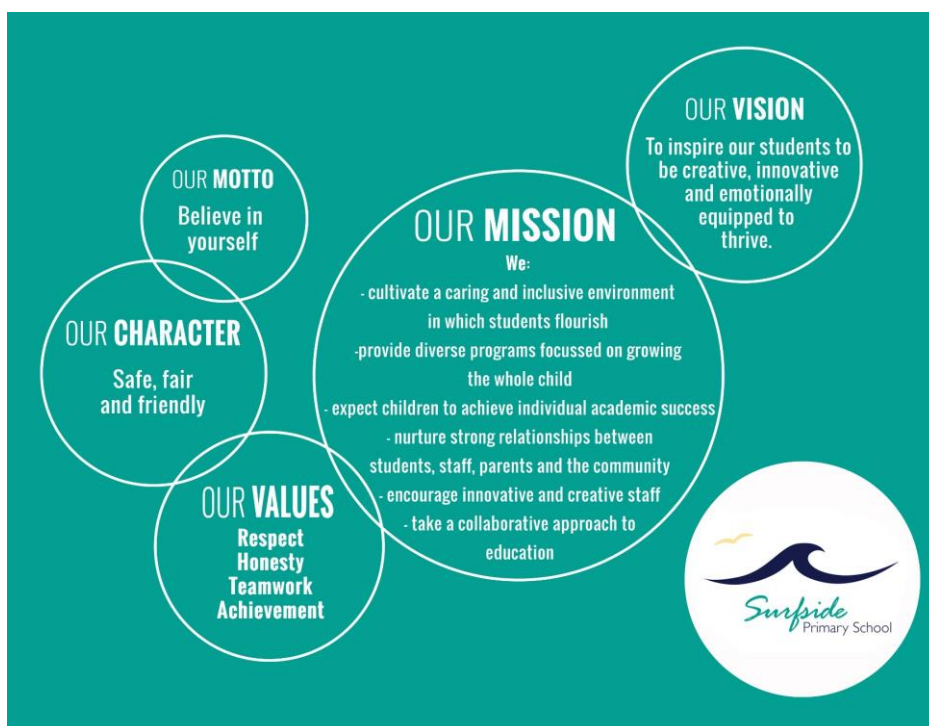 OUR VISION
To inspire our students to
be creative, innovative
and emotionally
equipped to
thrive.
OUR MOTTO
Believe in
yourself
OUR MISSION
We:
- cultivate a caring and inclusive environment
in which students flourish
-provide diverse programs focussed on growing
the whole child
- expect children to achieve individual academic success
- nurture strong relationships between
students, staff, parents and the community
- encourage innovative and creative staff
- take a collaborative approach to
education
OUR CHARACTER
Safe, fair
and friendly
OUR VALUES
Respect
Honesty
Teamwork
Achievement
Surfside
Primary School